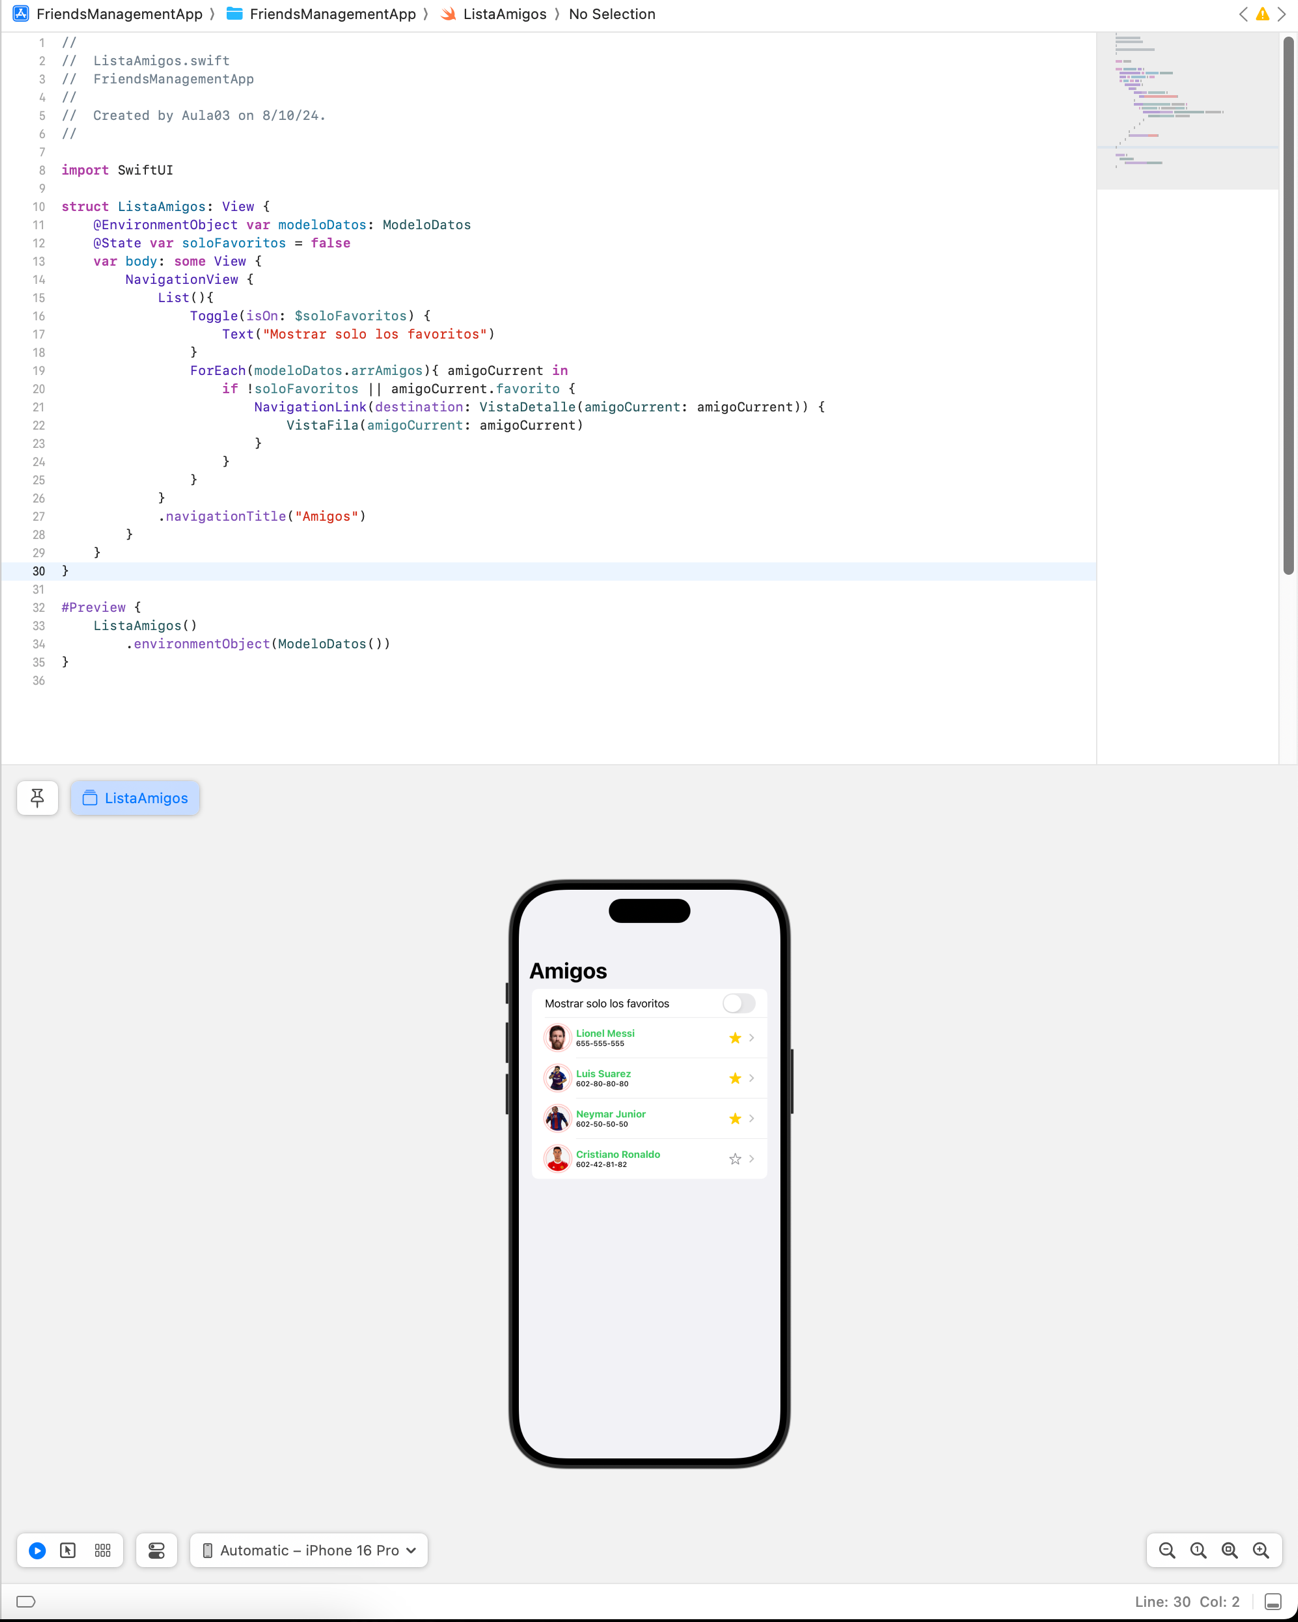 FriendsManagementApp 〉 FriendsManagementApp 〉 ListaAmigos 〉 No Selection
1 //
2 //  ListaAmigos.swift
3 //  FriendsManagementApp
4 //
5 //  Created by Aula03 on 8/10/24.
6 //
7
8 import SwiftUI
9
10 struct ListaAmigos: View {
11     @EnvironmentObject var modeloDatos: ModeloDatos
12     @State var soloFavoritos = false
13     var body: some View {
14         NavigationView {
15             List(){
16                 Toggle(isOn: $soloFavoritos) {
17                     Text("Mostrar solo los favoritos")
18                 }
19                 ForEach(modeloDatos.arrAmigos){ amigoCurrent in
20                     if !soloFavoritos || amigoCurrent.favorito {
21                         NavigationLink(destination: VistaDetalle(amigoCurrent: amigoCurrent)) {
22                             VistaFila(amigoCurrent: amigoCurrent)
23                         }
24                     }
25                 }
26             }
27             .navigationTitle("Amigos")
28         }
29     }
30 }
31
32 #Preview {
33     ListaAmigos()
34         .environmentObject(ModeloDatos())
35 }
36
ListaAmigos
Amigos
Mostrar solo los favoritos
Lionel Messi
655-555-555
Luis Suarez
602-80-80-80
Neymar Junior
602-50-50-50
Cristiano Ronaldo
602-42-81-82
Automatic – iPhone 16 Pro
Line: 30  Col: 2